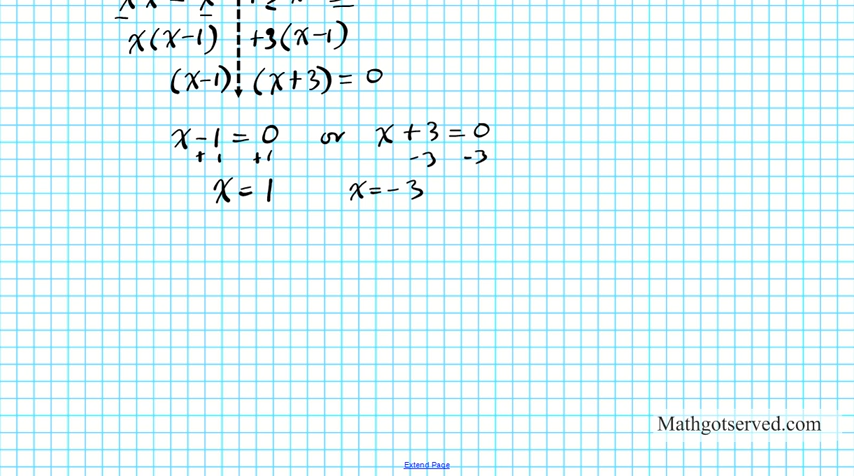 x(x-1) +3(x-1)
(x-1) (x+3) = 0
x-1 = 0 or x+3 = 0
+1 +1 -3 -3
x = 1 x = -3
Mathgotserved.com
Extend Page